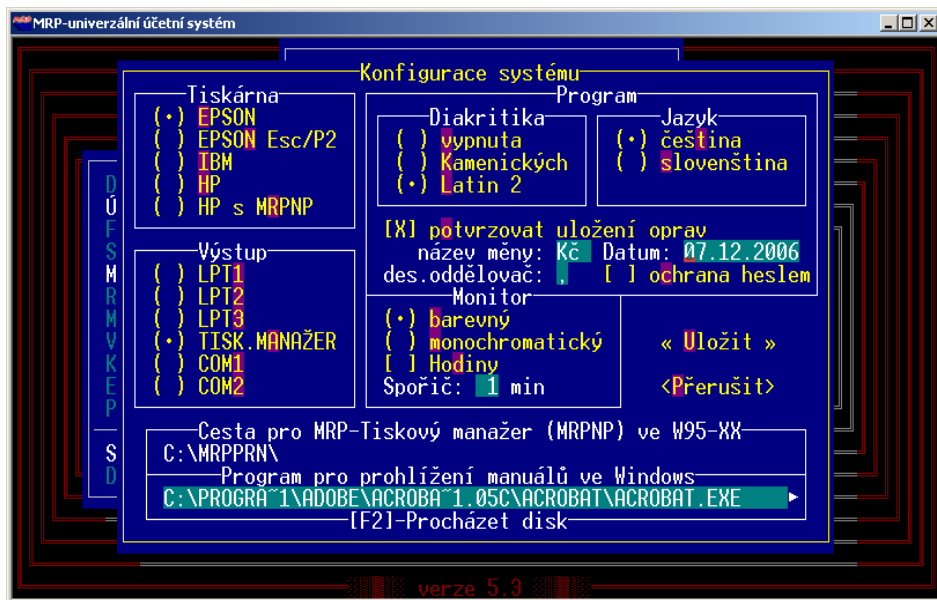 MRP-univerzální účetní systém
Konfigurace systému
Tiskárna
(•) EPSON
( ) EPSON Esc/P2
( ) IBM
( ) HP
( ) HP s MRPNP
Výstup
( ) LPT1
( ) LPT2
( ) LPT3
(•) TISK.MANAŽER
( ) COM1
( ) COM2
Program
Diakritika
( ) vypnuta
( ) Kamenických
(•) Latin 2
Jazyk
(•) čeština
( ) slovenština
[X] potvrzovat uložení oprav
název měny: Kč Datum: 07.12.2006
des.oddělovač: , [ ] ochrana heslem
Monitor
(•) barevný
( ) monochromatický
[ ] Hodiny
Spořič: 1 min
« Uložit »
<Přerušit>
Cesta pro MRP-Tiskový manažer (MRPNP) ve W95-XX
C:\MRPPRN\
Program pro prohlížení manuálů ve Windows
C:\PROGRA~1\ADOBE\ACROBA~1.05C\ACROBAT\ACROBAT.EXE
[F2]-Procházet disk
D
Ú
F
S
M
R
M
V
K
E
P
S
D
verze 5.3